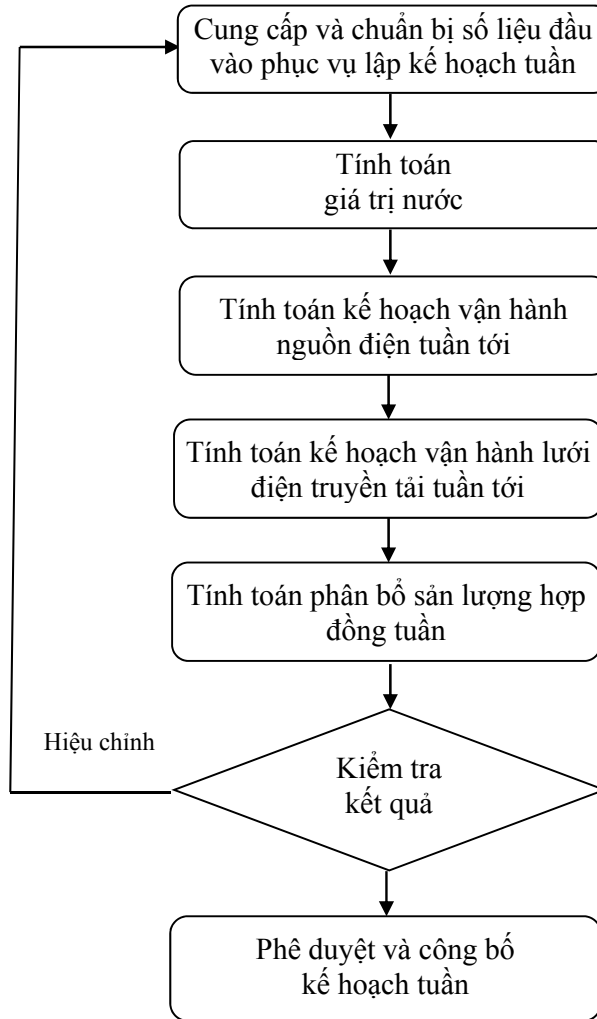 Cung cấp và chuẩn bị số liệu đầu
vào phục vụ lập kế hoạch tuần
Tính toán
giá trị nước
Tính toán kế hoạch vận hành
nguồn điện tuần tới
Tính toán kế hoạch vận hành lưới
điện truyền tải tuần tới
Tính toán phân bổ sản lượng hợp
đồng tuần
Hiệu chỉnh
Kiểm tra
kết quả
Phê duyệt và công bố
kế hoạch tuần